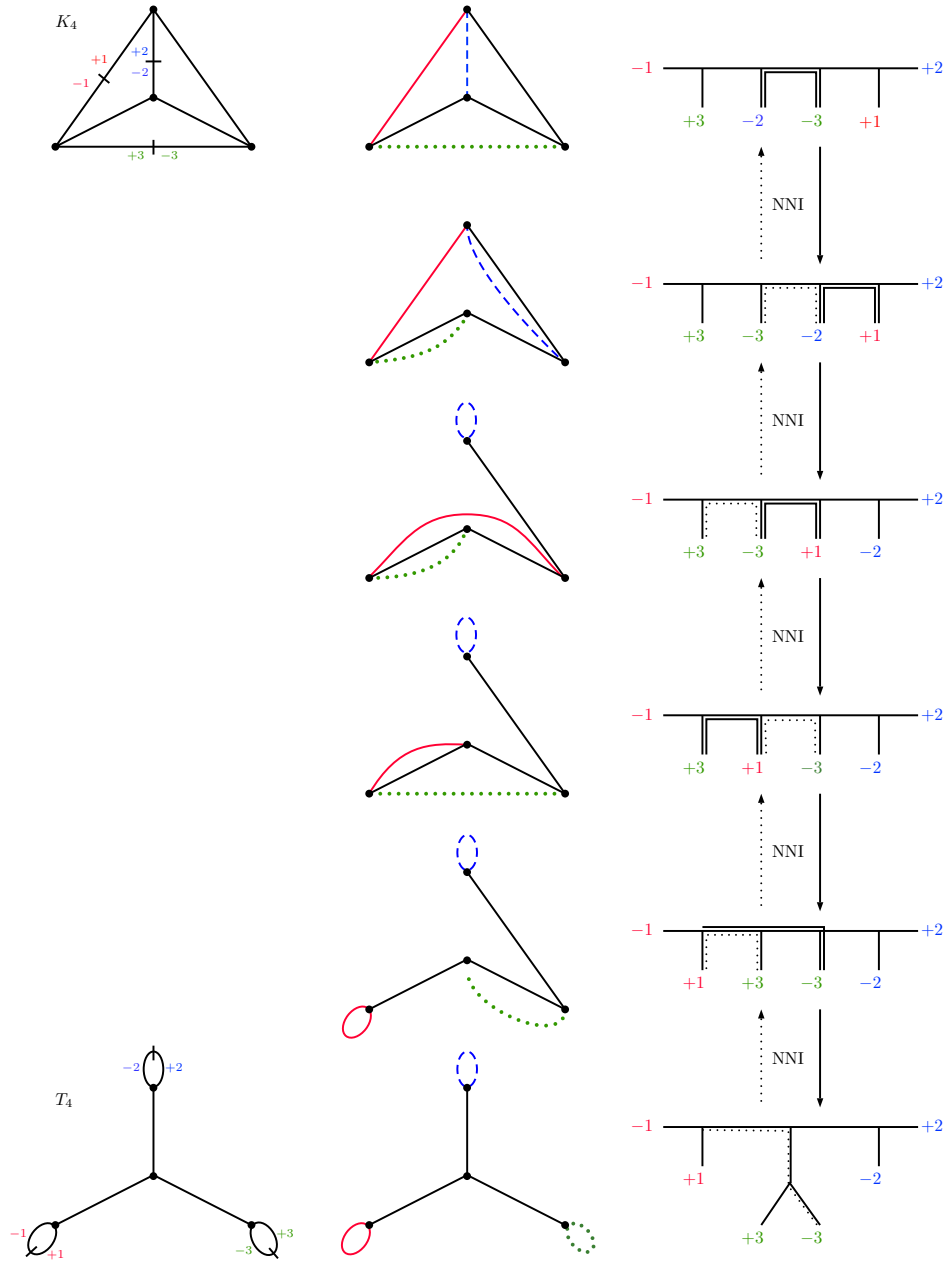 K₄
+1
−1
+2
−2
+3 −3
−1 +2
+3 −2 −3 +1
NNI
−1 +2
+3 −3 −2 +1
NNI
−1 +2
+3 −3 +1 −2
NNI
−1 +2
+3 +1 −3 −2
NNI
−1 +2
+1 +3 −3 −2
NNI
T₄
−2 +2
−1
+1
+3
−3
−1 +2
+1 −2
+3 −3